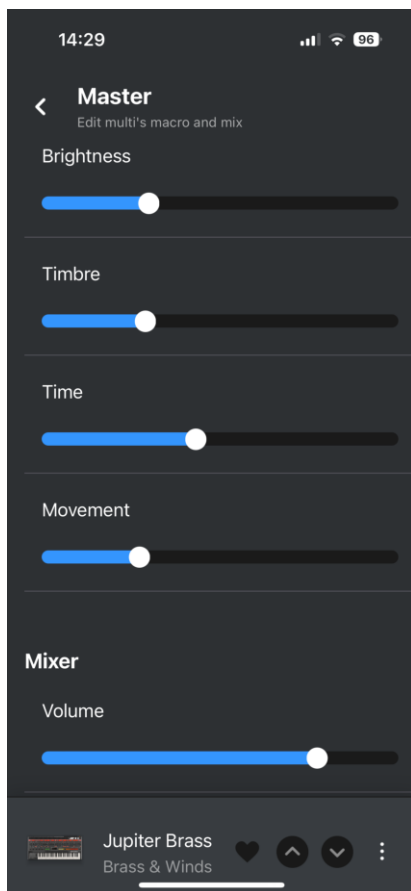 14:29
96
Master
Edit multi's macro and mix
Brightness
Timbre
Time
Movement
Mixer
Volume
Jupiter Brass
Brass & Winds